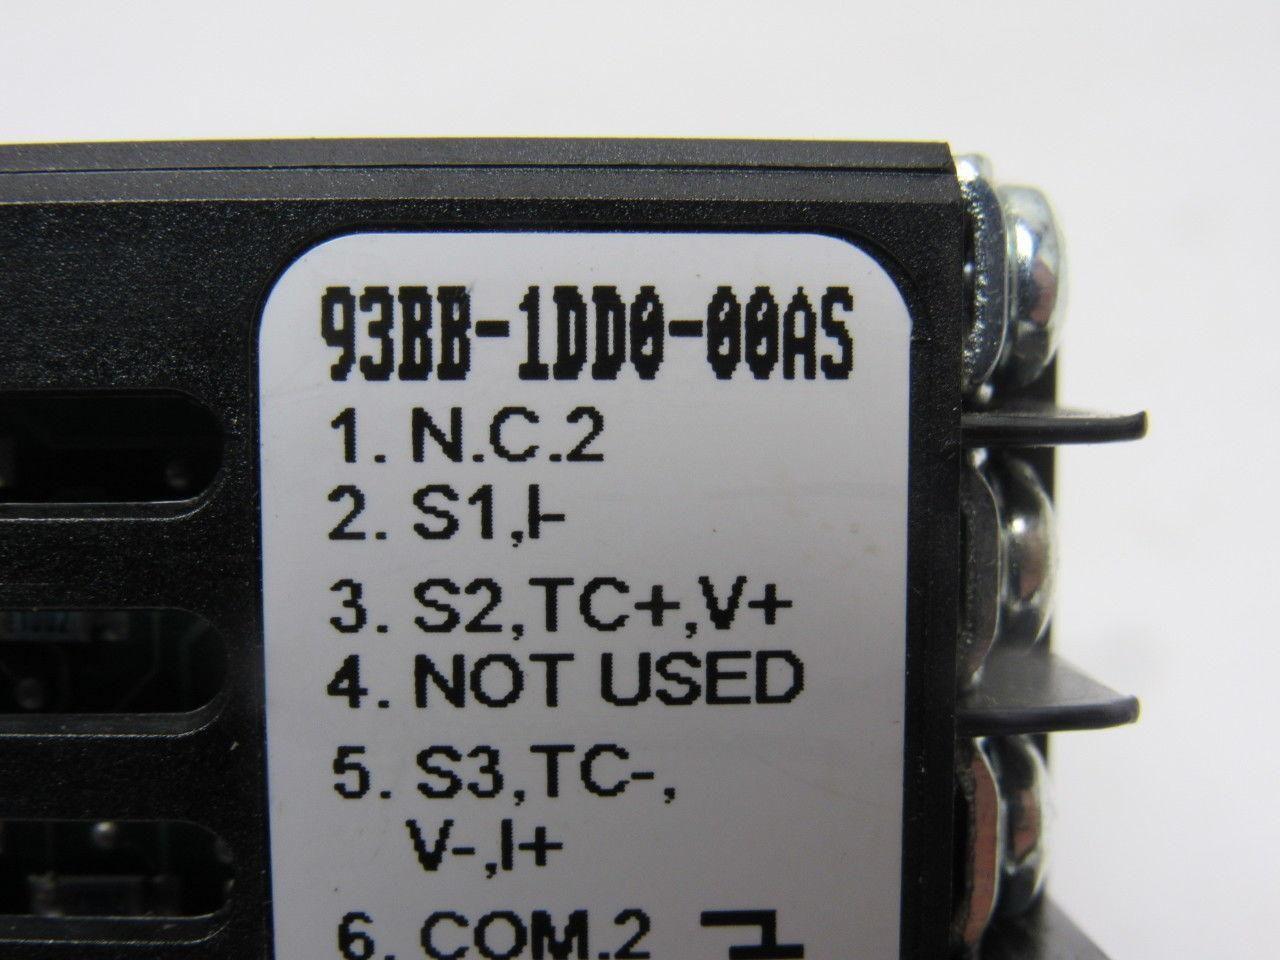 93BB-1DD0-00AS
1. N.C.2
2. S1,I-
3. S2,TC+,V+
4. NOT USED
5. S3,TC-,
V-,I+
6. COM.2